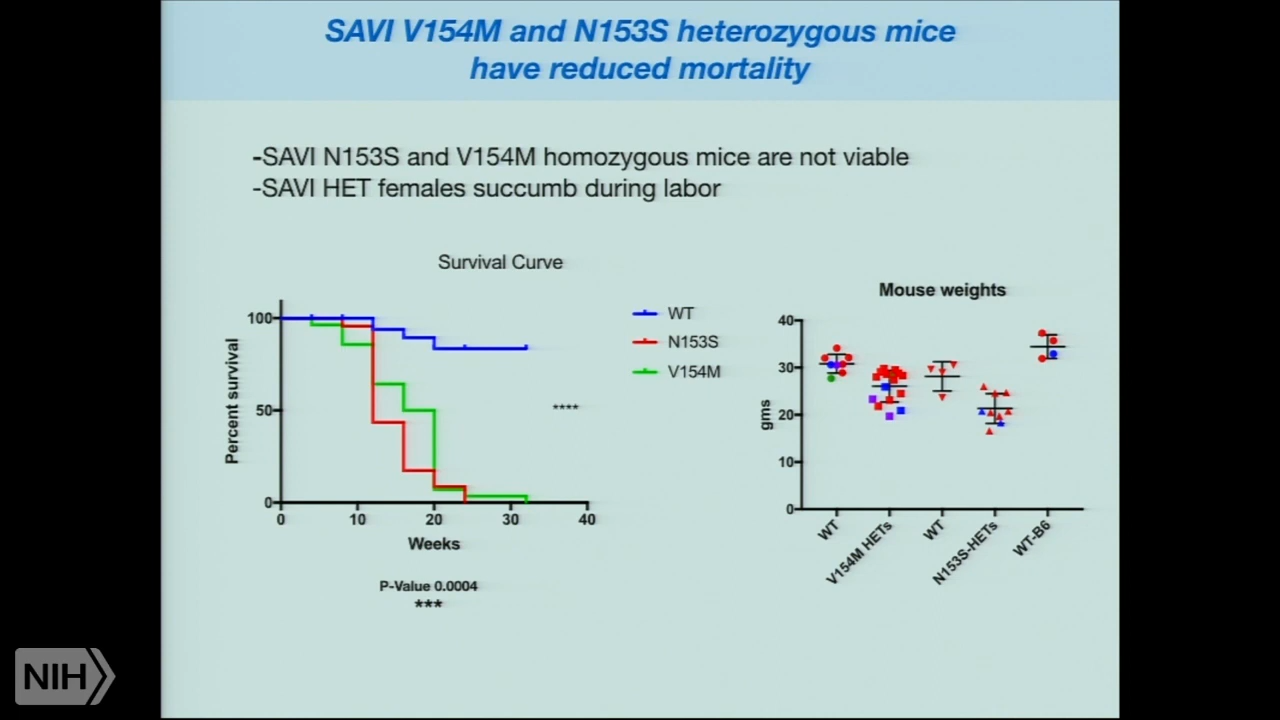 SAVI V154M and N153S heterozygous mice
have reduced mortality
-SAVI N153S and V154M homozygous mice are not viable
-SAVI HET females succumb during labor
Survival Curve
100
50
0
Percent survival
0 10 20 30 40
Weeks
WT
N153S
V154M
****
P-Value 0.0004
***
Mouse weights
40
30
20
10
0
gms
WT
V154M HETs
WT
N153S-HETs
WT-B6
NIH